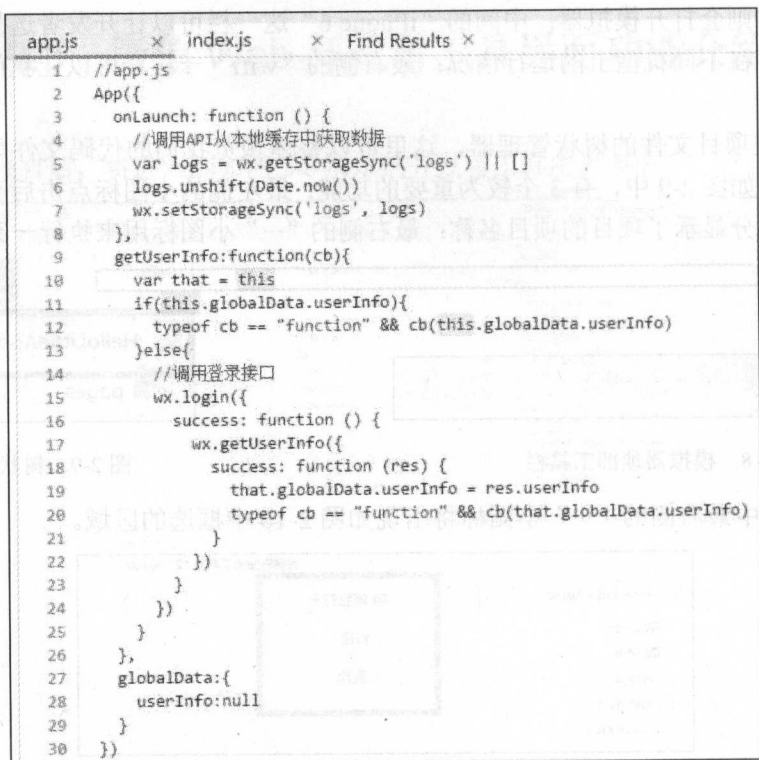 app.js × index.js × Find Results ×
1 //app.js
2 App({
3 onLaunch: function () {
4 //调用API从本地缓存中获取数据
5 var logs = wx.getStorageSync('logs') || []
6 logs.unshift(Date.now())
7 wx.setStorageSync('logs', logs)
8 },
9 getUserInfo:function(cb){
10 var that = this
11 if(this.globalData.userInfo){
12 typeof cb == "function" && cb(this.globalData.userInfo)
13 }else{
14 //调用登录接口
15 wx.login({
16 success: function () {
17 wx.getUserInfo({
18 success: function (res) {
19 that.globalData.userInfo = res.userInfo
20 typeof cb == "function" && cb(that.globalData.userInfo)
21 }
22 })
23 }
24 })
25 }
26 },
27 globalData:{
28 userInfo:null
29 }
30 })